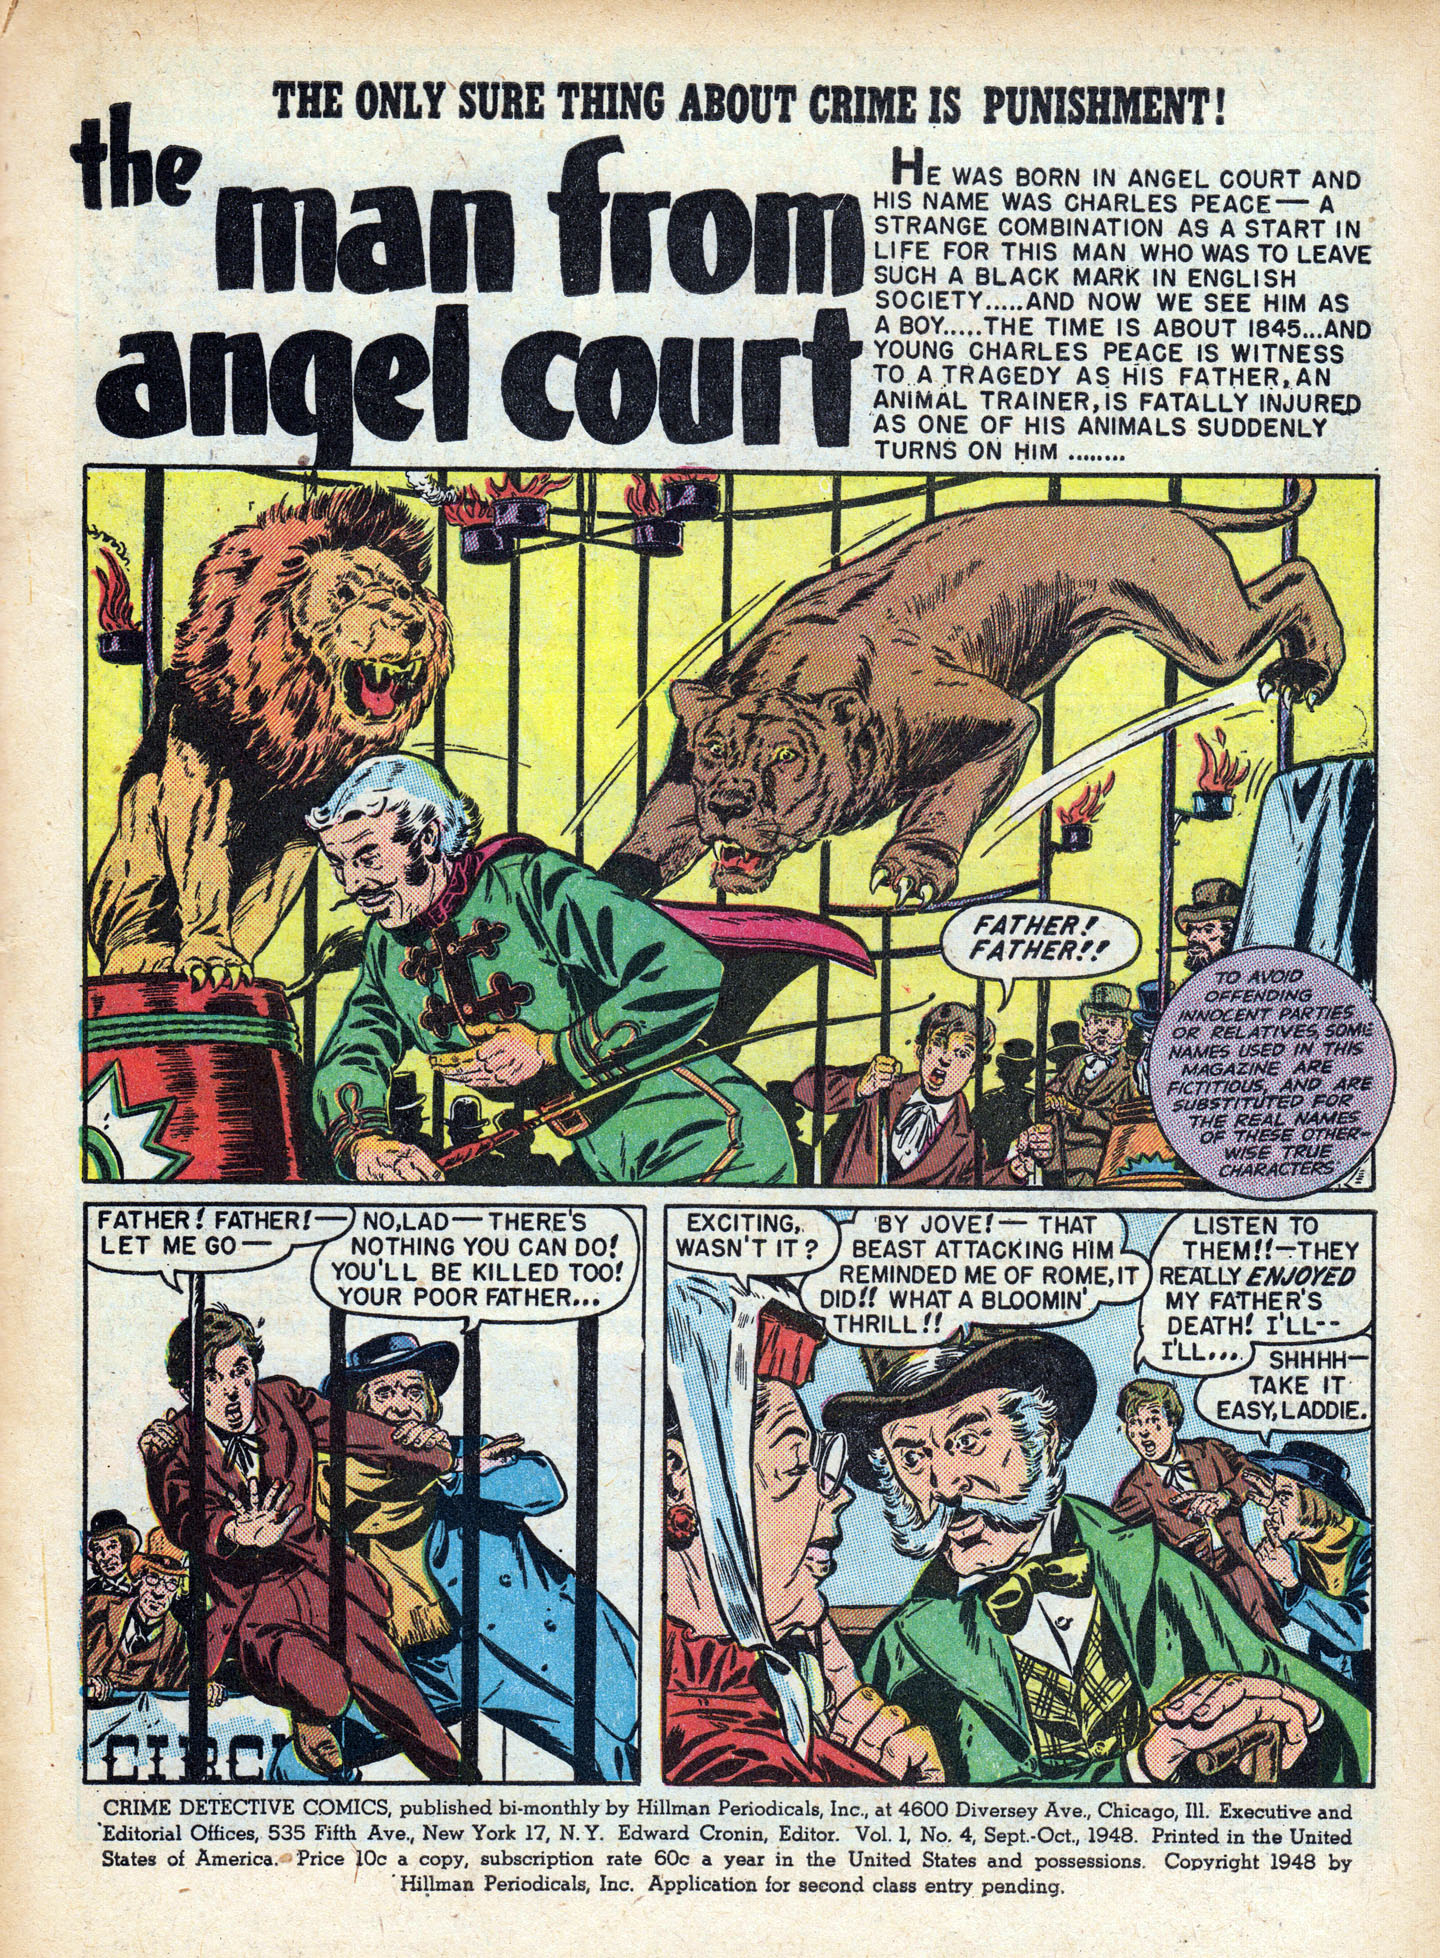 THE ONLY SURE THING ABOUT CRIME IS PUNISHMENT!
the
man from
angel court
HE WAS BORN IN ANGEL COURT AND
HIS NAME WAS CHARLES PEACE — A
STRANGE COMBINATION AS A START IN
LIFE FOR THIS MAN WHO WAS TO LEAVE
SUCH A BLACK MARK IN ENGLISH
SOCIETY.....AND NOW WE SEE HIM AS
A BOY.....THE TIME IS ABOUT 1845...AND
YOUNG CHARLES PEACE IS WITNESS
TO A TRAGEDY AS HIS FATHER, AN
ANIMAL TRAINER, IS FATALLY INJURED
AS ONE OF HIS ANIMALS SUDDENLY
TURNS ON HIM ........
FATHER!
FATHER!!
TO AVOID
OFFENDING
INNOCENT PARTIES
OR RELATIVES, SOME
NAMES USED IN THIS
MAGAZINE ARE
FICTITIOUS, AND ARE
SUBSTITUTED FOR
THE REAL NAMES
OF THESE OTHER-
WISE TRUE
CHARACTERS
FATHER! FATHER!—
LET ME GO—
NO, LAD — THERE'S
NOTHING YOU CAN DO!
YOU'LL BE KILLED TOO!
YOUR POOR FATHER...
CIRC
EXCITING,
WASN'T IT?
BY JOVE! — THAT
BEAST ATTACKING HIM
REMINDED ME OF ROME, IT
DID!! WHAT A BLOOMIN'
THRILL!!
LISTEN TO
THEM!!—THEY
REALLY ENJOYED
MY FATHER'S
DEATH! I'LL--
I'LL...
SHHHH—
TAKE IT
EASY, LADDIE.
CRIME DETECTIVE COMICS, published bi-monthly by Hillman Periodicals, Inc., at 4600 Diversey Ave., Chicago, Ill. Executive and
Editorial Offices, 535 Fifth Ave., New York 17, N. Y. Edward Cronin, Editor. Vol. 1, No. 4, Sept.-Oct., 1948. Printed in the United
States of America. Price 10c a copy, subscription rate 60c a year in the United States and possessions. Copyright 1948 by
Hillman Periodicals, Inc. Application for second class entry pending.